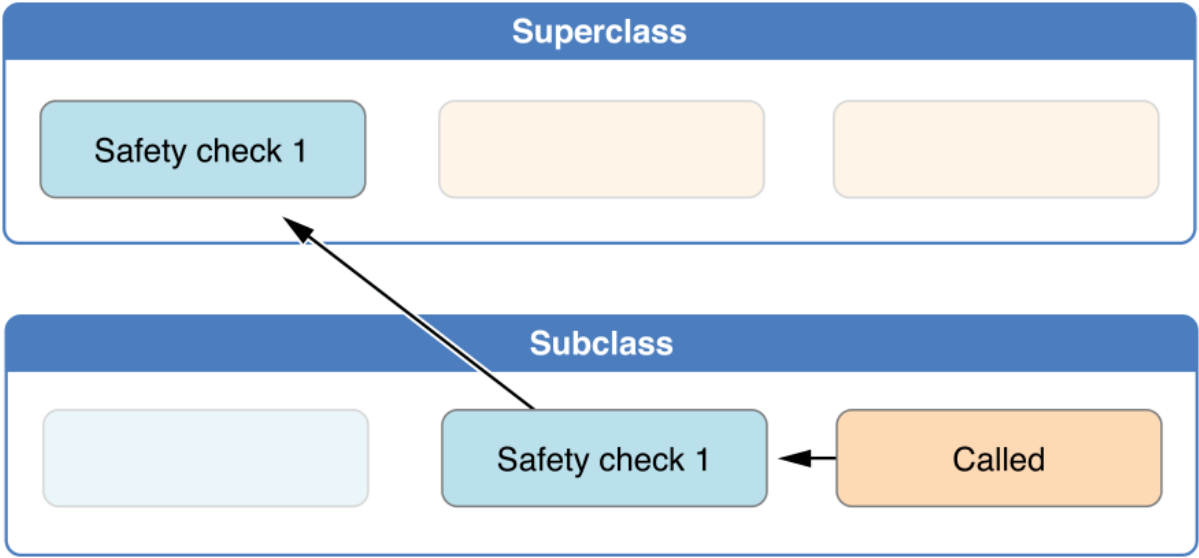 Superclass
Safety check 1
Subclass
Safety check 1
Called